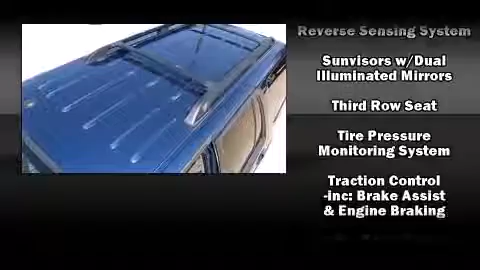 Reverse Sensing System
Sunvisors w/Dual
Illuminated Mirrors
Third Row Seat
Tire Pressure
Monitoring System
Traction Control
-inc: Brake Assist
& Engine Braking